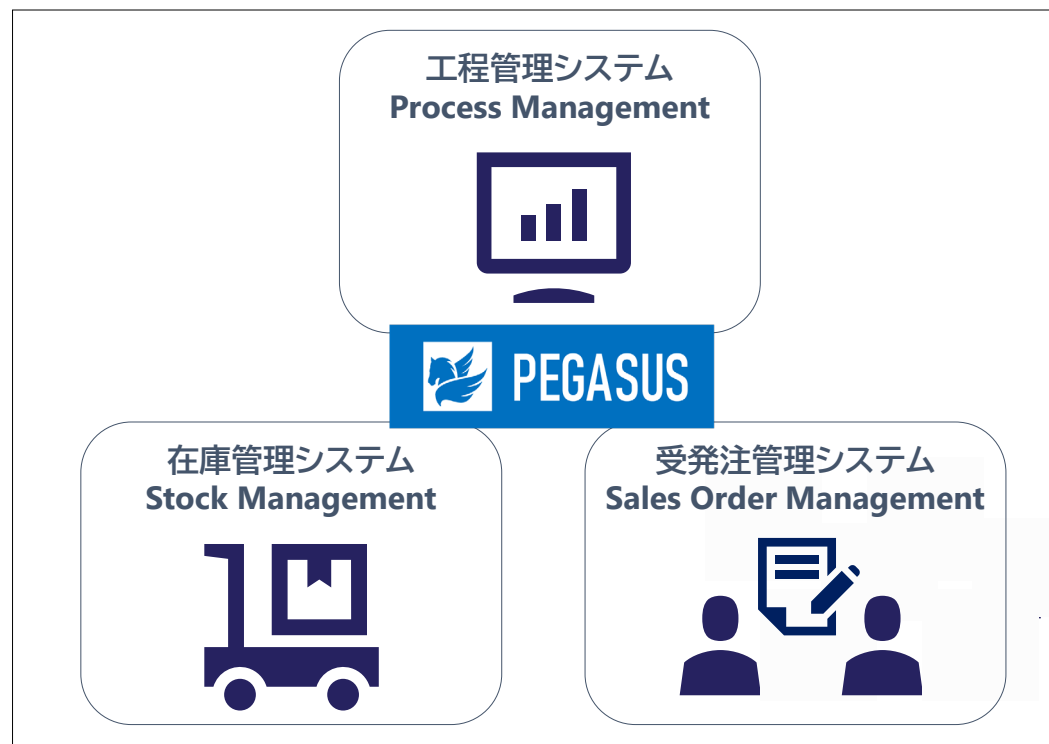 工程管理システム
Process Management
PEGASUS
在庫管理システム
Stock Management
受発注管理システム
Sales Order Management